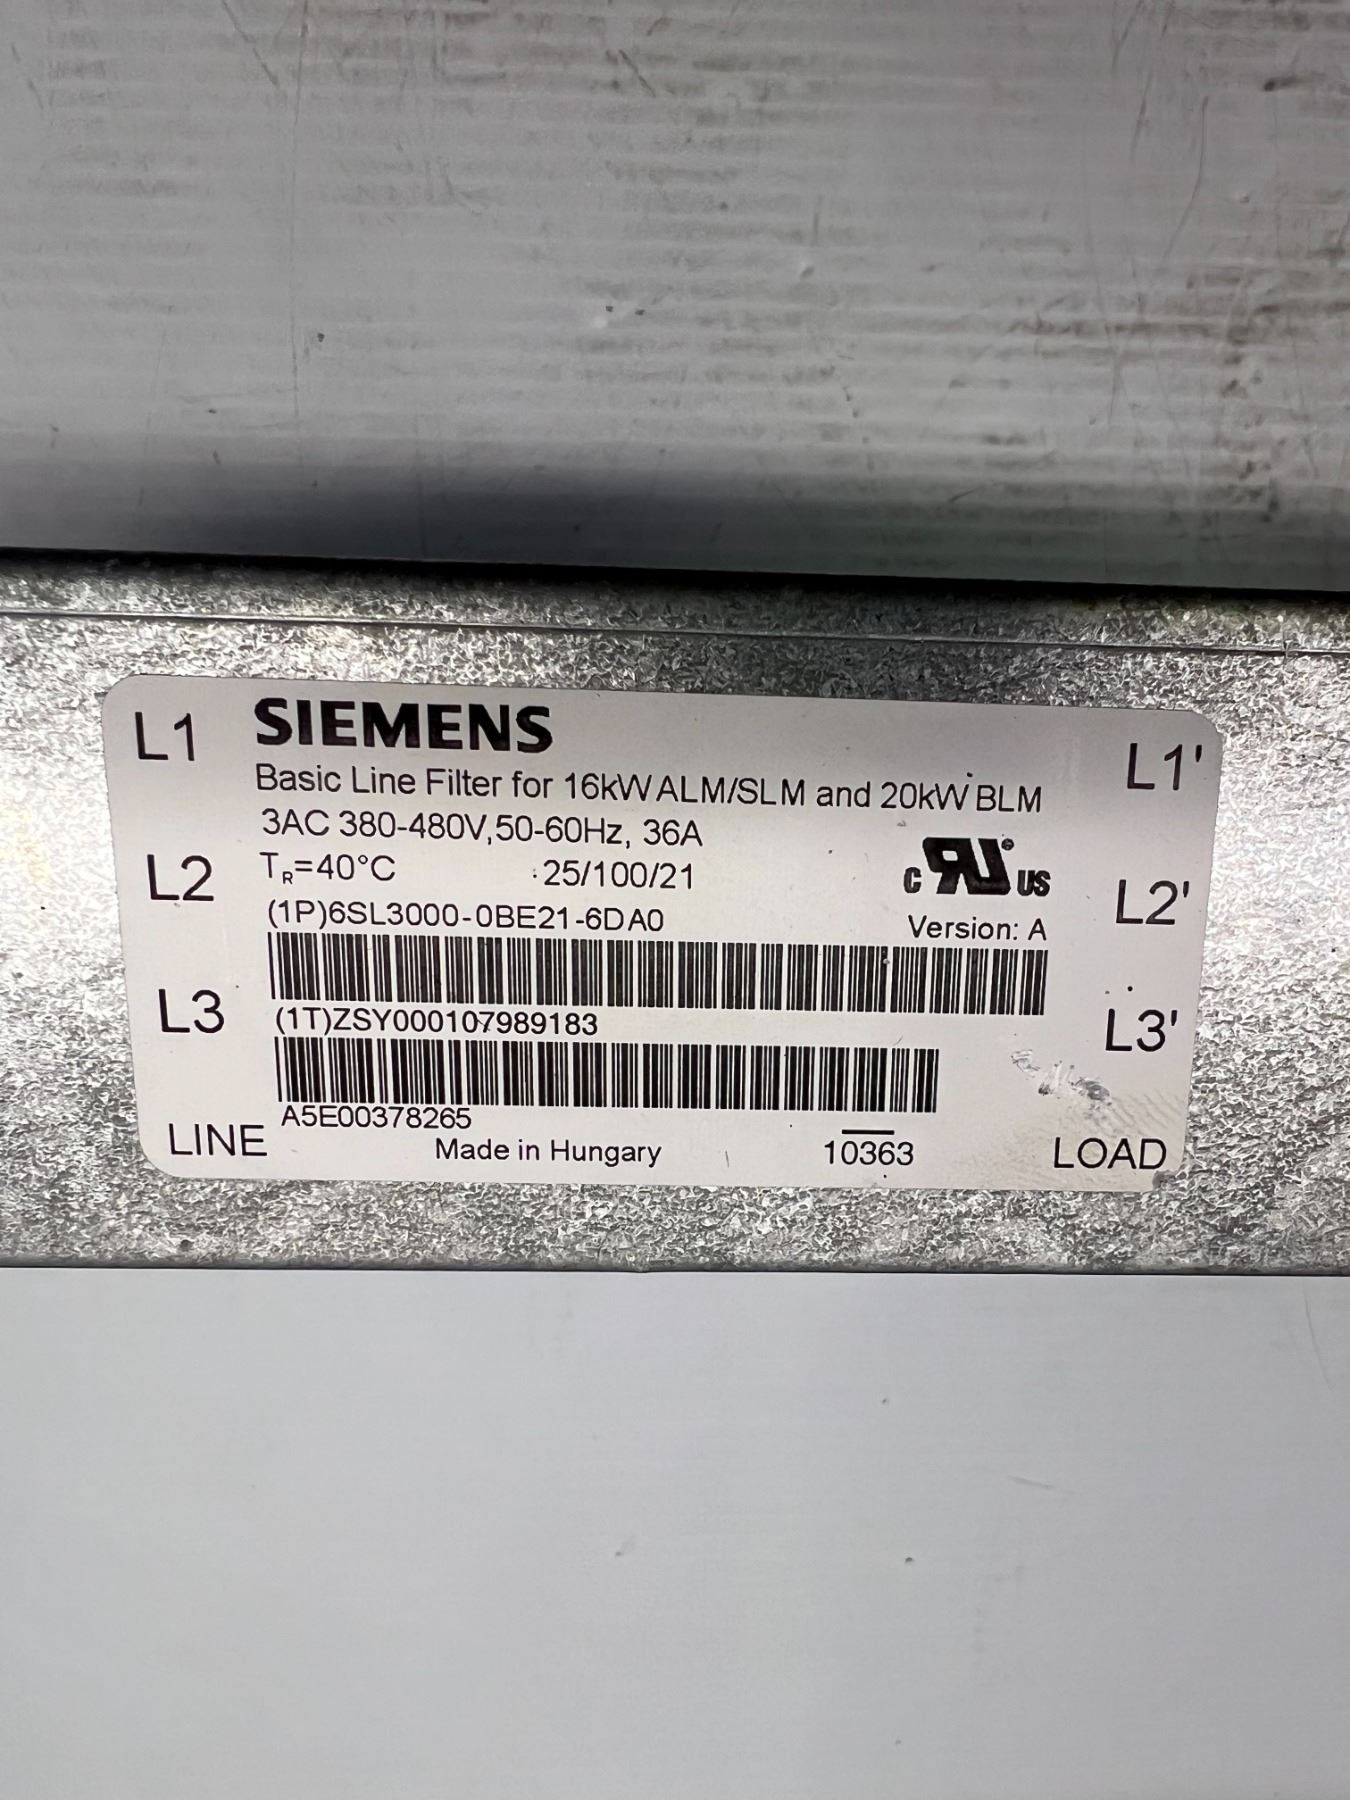 L1 SIEMENS L1'
Basic Line Filter for 16kW ALM/SLM and 20kW BLM
3AC 380-480V,50-60Hz, 36A
L2 TR=40°C 25/100/21 c RU ® US L2'
(1P)6SL3000-0BE21-6DA0 Version: A
L3 (1T)ZSY000107989183 L3'
A5E00378265
LINE Made in Hungary 10363 LOAD